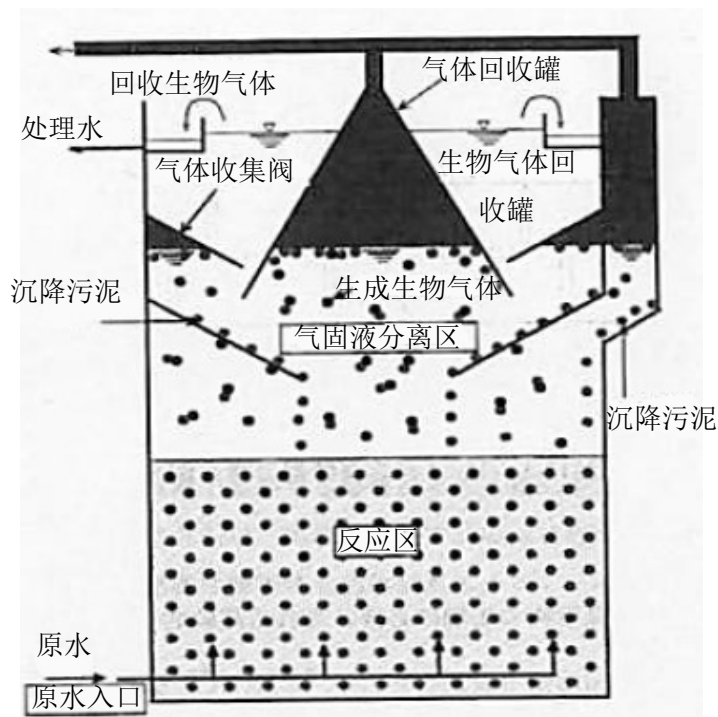 气体回收罐
回收生物气体
处理水
气体收集阀
生物气体回
收罐
生成生物气体
沉降污泥
气固液分离区
沉降污泥
反应区
原水
原水入口